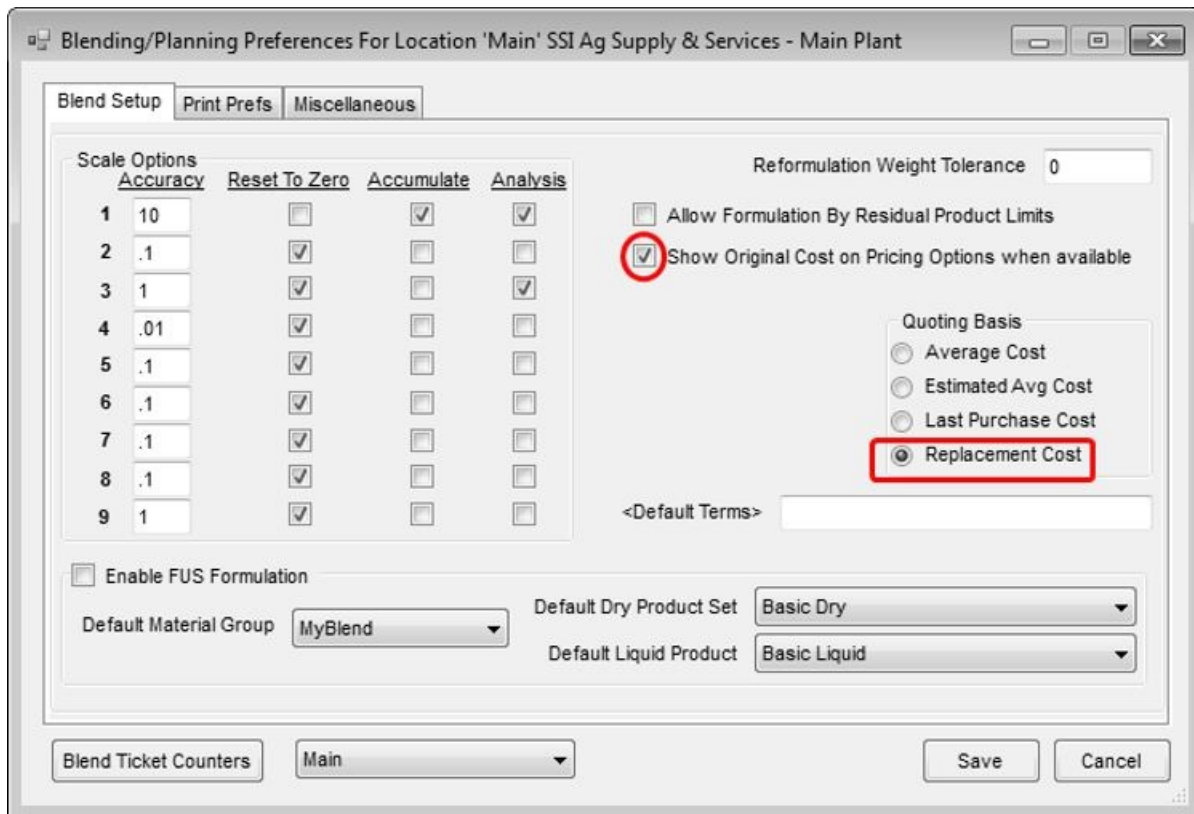 Blending/Planning Preferences For Location 'Main' SSI Ag Supply & Services - Main Plant
Blend Setup Print Prefs Miscellaneous
Scale Options
Accuracy Reset To Zero Accumulate Analysis
1 10
2 .1
3 1
4 .01
5 .1
6 .1
7 .1
8 .1
9 1
Reformulation Weight Tolerance 0
Allow Formulation By Residual Product Limits
Show Original Cost on Pricing Options when available
Quoting Basis
Average Cost
Estimated Avg Cost
Last Purchase Cost
Replacement Cost
<Default Terms>
Enable FUS Formulation
Default Material Group MyBlend
Default Dry Product Set Basic Dry
Default Liquid Product Basic Liquid
Blend Ticket Counters Main Save Cancel